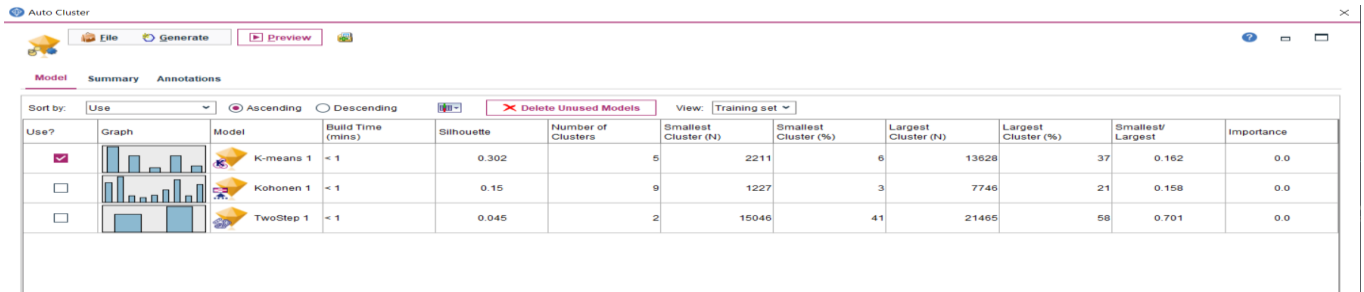 Auto Cluster
File Generate Preview
Model Summary Annotations
Sort by: Use Ascending Descending Delete Unused Models View: Training set
Use? Graph Model Build Time (mins) Silhouette Number of Clusters Smallest Cluster (N) Smallest Cluster (%) Largest Cluster (N) Largest Cluster (%) Smallest/ Largest Importance
K-means 1 < 1 0.302 5 2211 6 13628 37 0.162 0.0
Kohonen 1 < 1 0.15 9 1227 3 7746 21 0.158 0.0
TwoStep 1 < 1 0.045 2 15046 41 21465 58 0.701 0.0